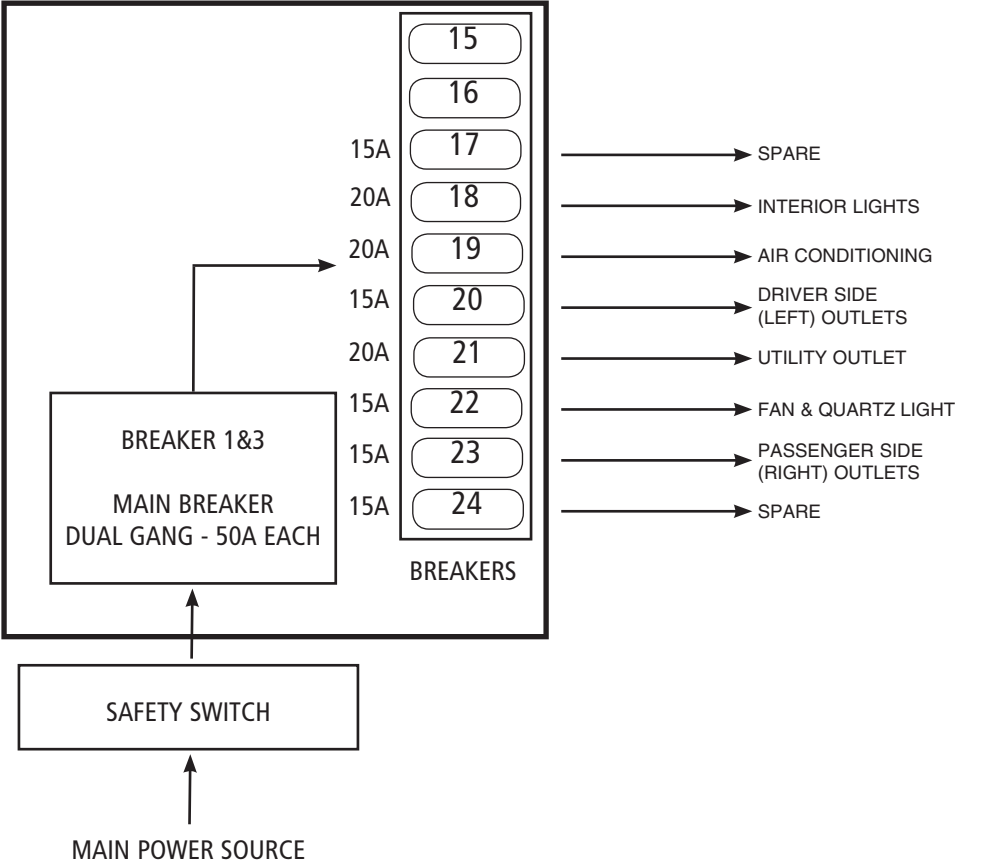 15
16
15A 17 SPARE
20A 18 INTERIOR LIGHTS
20A 19 AIR CONDITIONING
15A 20 DRIVER SIDE
(LEFT) OUTLETS
20A 21 UTILITY OUTLET
15A 22 FAN & QUARTZ LIGHT
15A 23 PASSENGER SIDE
(RIGHT) OUTLETS
15A 24 SPARE
BREAKERS
BREAKER 1&3
MAIN BREAKER
DUAL GANG - 50A EACH
SAFETY SWITCH
MAIN POWER SOURCE